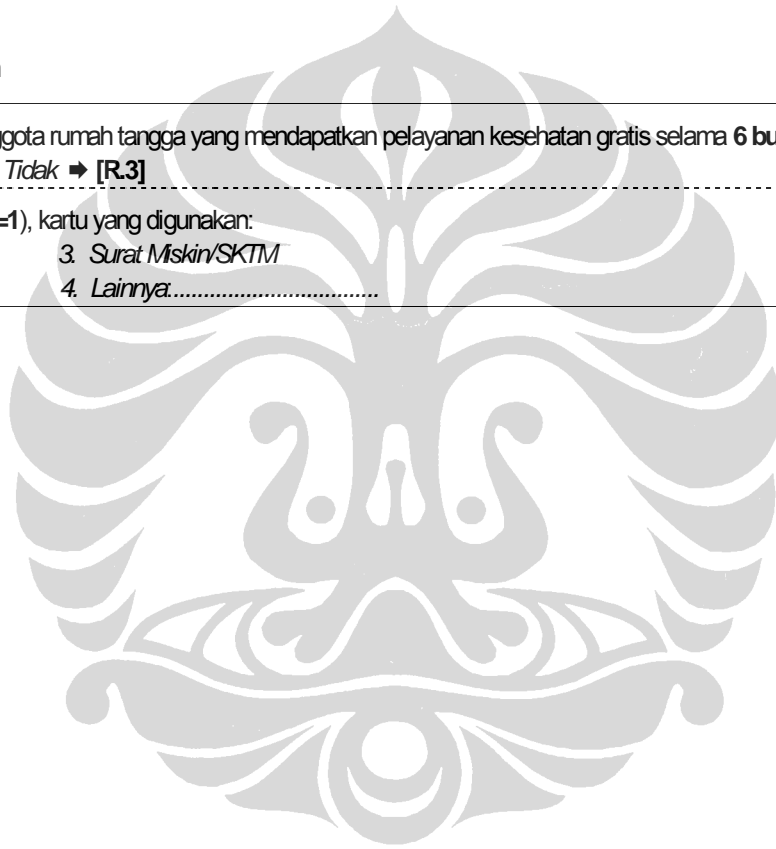 ggota rumah tangga yang mendapatkan pelayanan kesehatan gratis selama 6 bu
Tidak ➡ [R.3]
=1), kartu yang digunakan:
3. Surat Miskin/SKTM
4. Lainnya:..................................